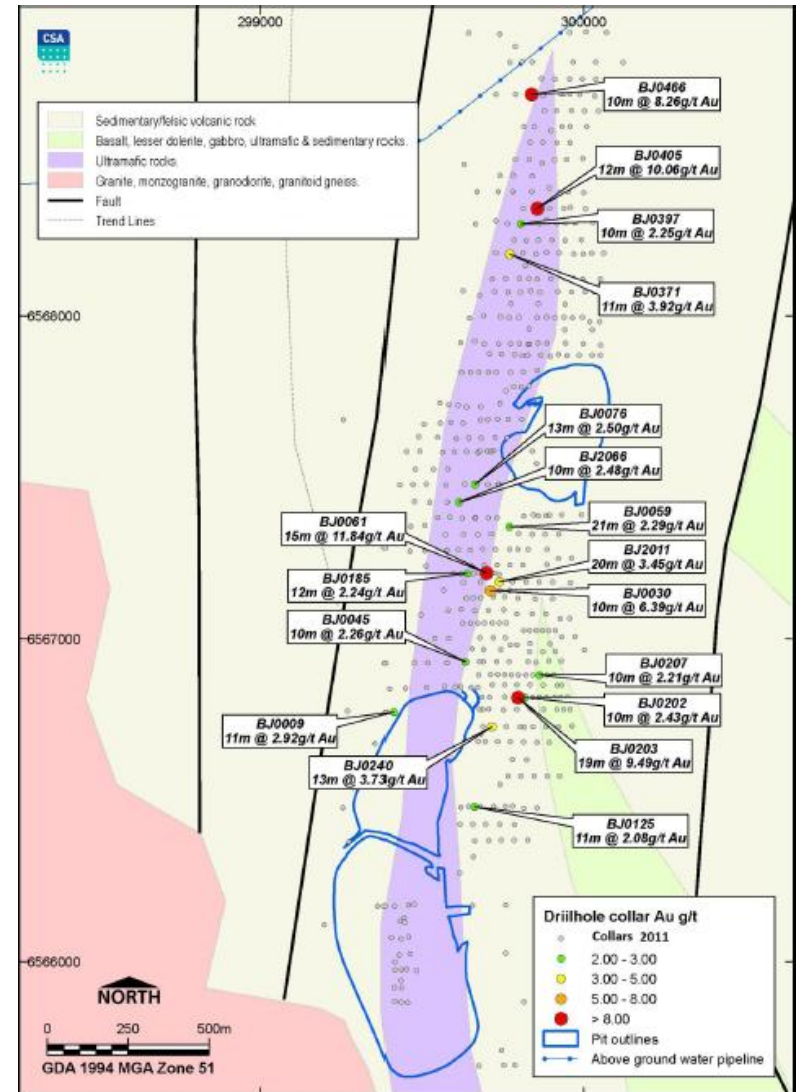 299000
300000
CSA
Sedimentary/felsic volcanic rock
Basalt, lesser dolerite, gabbro, ultramafic & sedimentary rocks.
Ultramafic rocks.
Granite, monzogranite, granodiorite, granitoid gneiss.
Fault
Trend Lines
BJ0466
10m @ 8.26g/t Au
BJ0405
12m @ 10.06g/t Au
BJ0397
10m @ 2.25g/t Au
BJ0371
11m @ 3.92g/t Au
6568000
BJ0076
13m @ 2.50g/t Au
BJ2066
10m @ 2.48g/t Au
BJ0059
21m @ 2.29g/t Au
BJ0061
15m @ 11.84g/t Au
BJ2011
20m @ 3.45g/t Au
BJ0185
12m @ 2.24g/t Au
BJ0030
10m @ 6.39g/t Au
BJ0045
10m @ 2.26g/t Au
6567000
BJ0207
10m @ 2.21g/t Au
BJ0202
10m @ 2.43g/t Au
BJ0009
11m @ 2.92g/t Au
BJ0203
19m @ 9.49g/t Au
BJ0240
13m @ 3.73g/t Au
BJ0125
11m @ 2.08g/t Au
6566000
NORTH
0 250 500m
GDA 1994 MGA Zone 51
Driilhole collar Au g/t
Collars 2011
2.00 - 3.00
3.00 - 5.00
5.00 - 8.00
> 8.00
Pit outlines
Above ground water pipeline